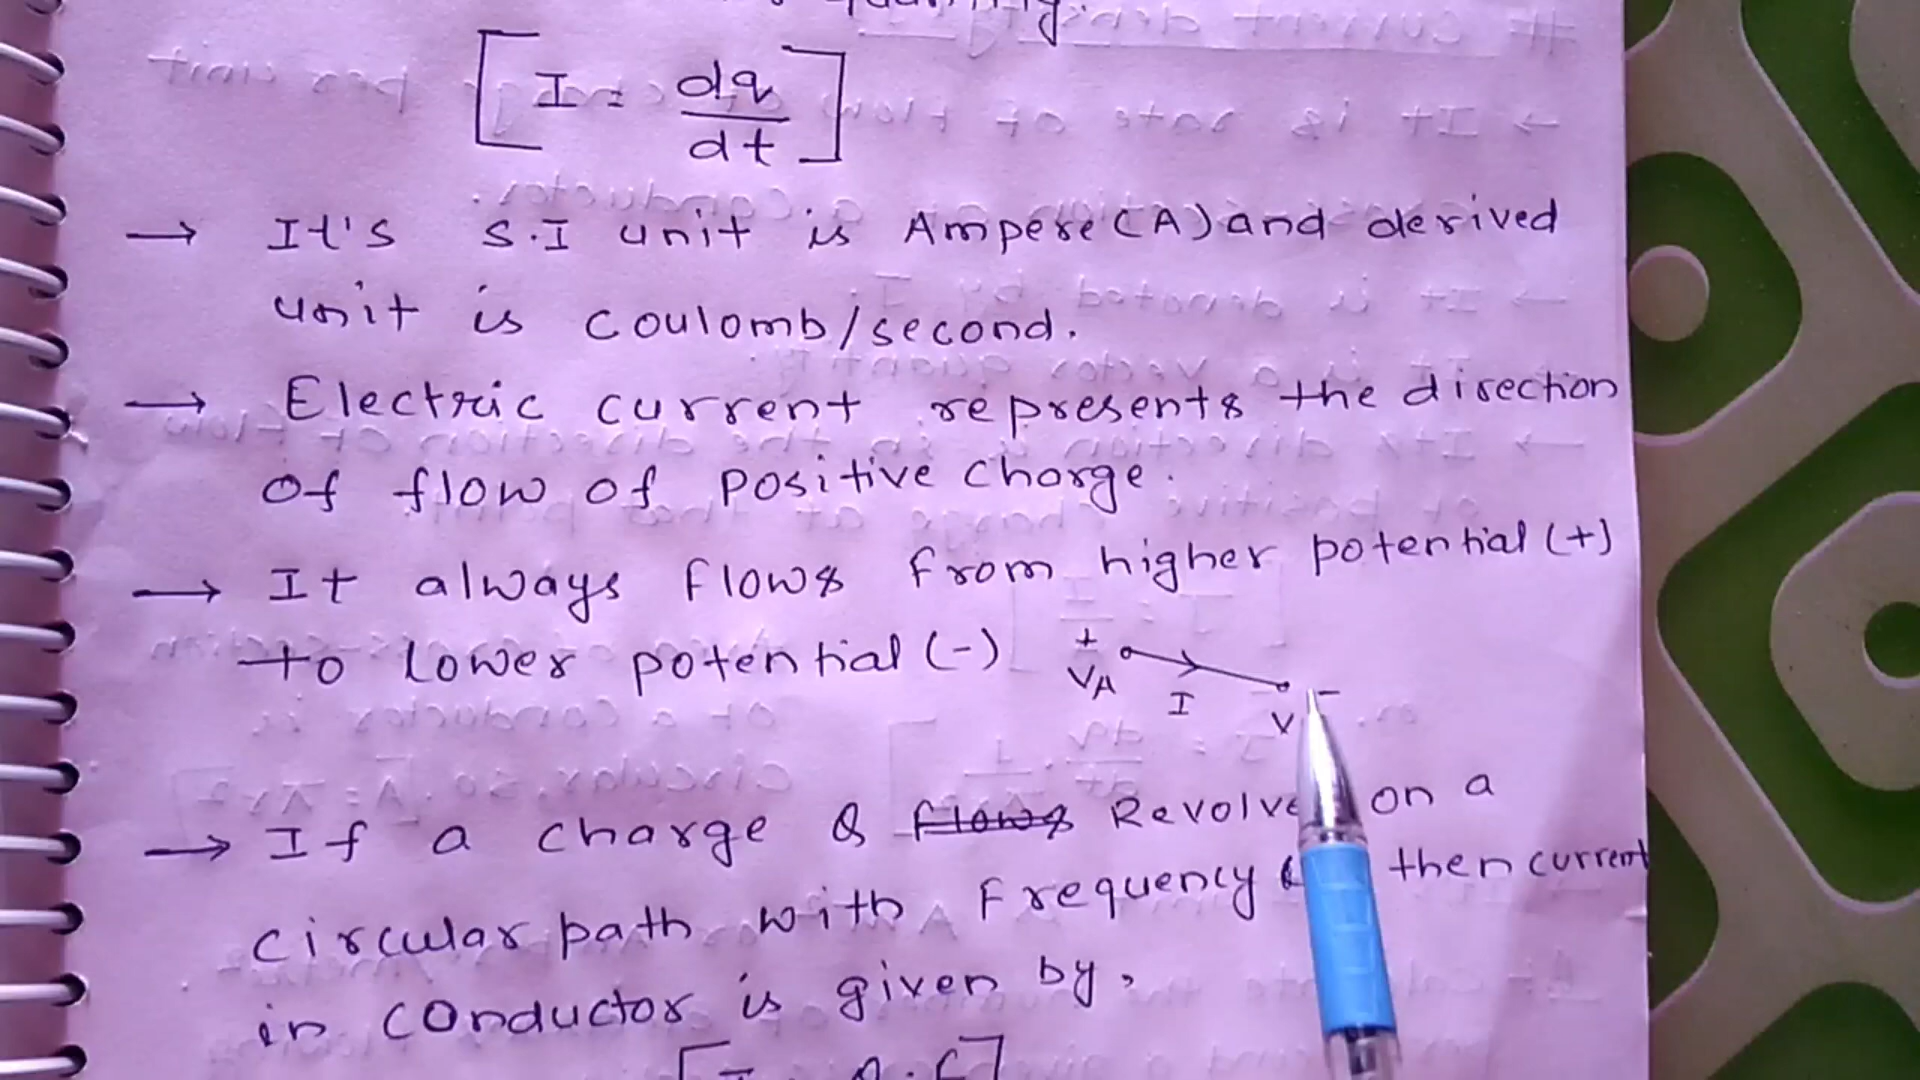 [I = dq/dt]
→ It's S.I unit is Ampere (A) and derived
unit is coulomb/second.
→ Electric current represents the direction
of flow of positive charge.
→ It always flows from higher potential (+)
to lower potential (-)
+ -
VA I V
→ If a charge Q flows Revolve on a
circular path with frequency then current
in conductor is given by,